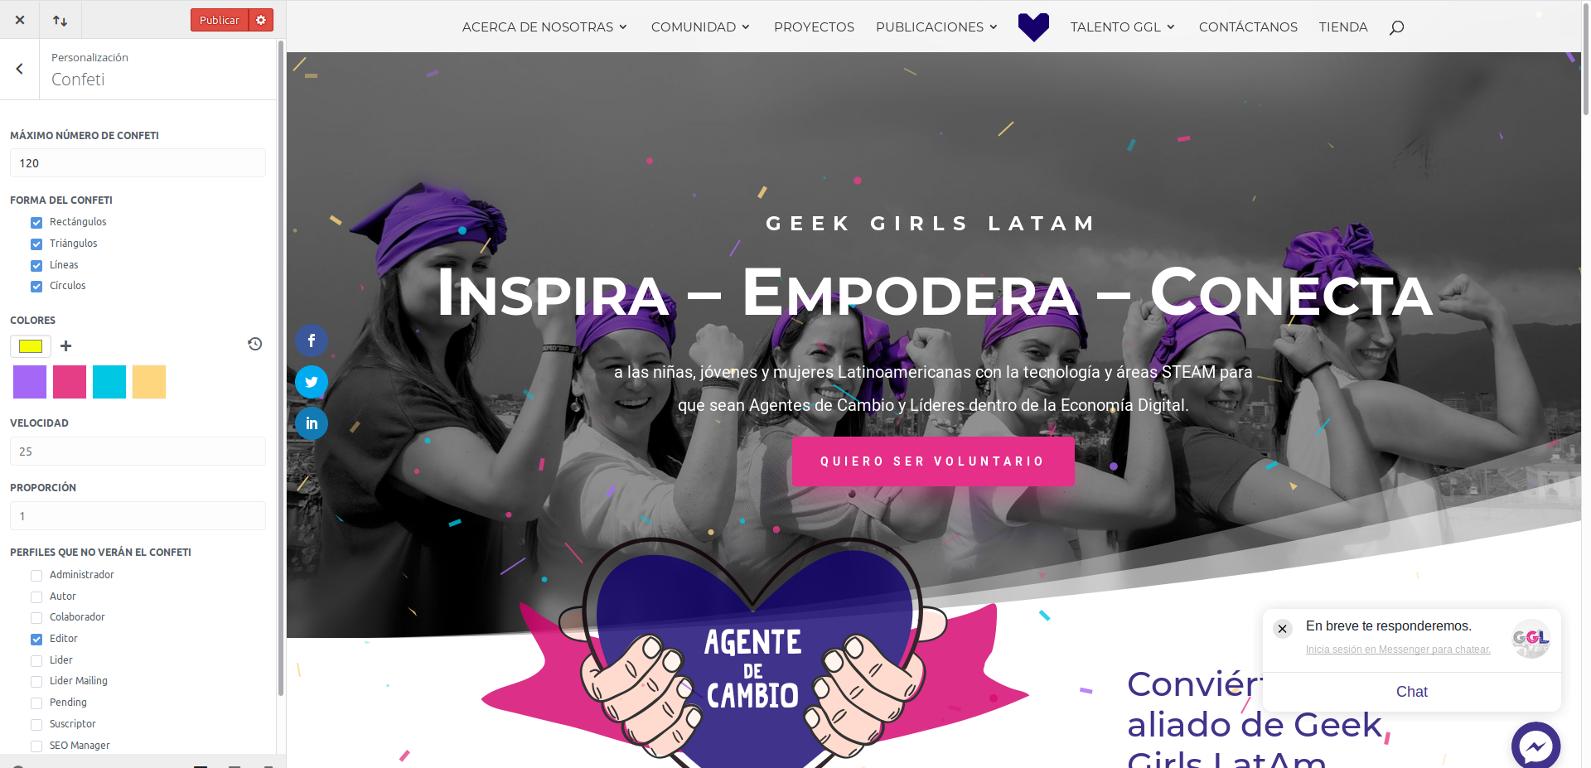 Publicar
Personalización
Confeti
MÁXIMO NÚMERO DE CONFETI
120
FORMA DEL CONFETI
Rectángulos
Triángulos
Líneas
Círculos
COLORES
VELOCIDAD
25
PROPORCIÓN
1
PERFILES QUE NO VERÁN EL CONFETI
Administrador
Autor
Colaborador
Editor
Lider
Lider Mailing
Pending
Suscriptor
SEO Manager
ACERCA DE NOSOTRAS COMUNIDAD PROYECTOS PUBLICACIONES TALENTO GGL CONTÁCTANOS TIENDA
GEEK GIRLS LATAM
INSPIRA – EMPODERA – CONECTA
a las niñas, jóvenes y mujeres Latinoamericanas con la tecnología y áreas STEAM para
que sean Agentes de Cambio y Líderes dentro de la Economía Digital.
QUIERO SER VOLUNTARIO
AGENTE
DE
CAMBIO
aliado de Geek
Girls LatAm
En breve te responderemos.
Inicia sesión en Messenger para chatear.
GGL
Chat